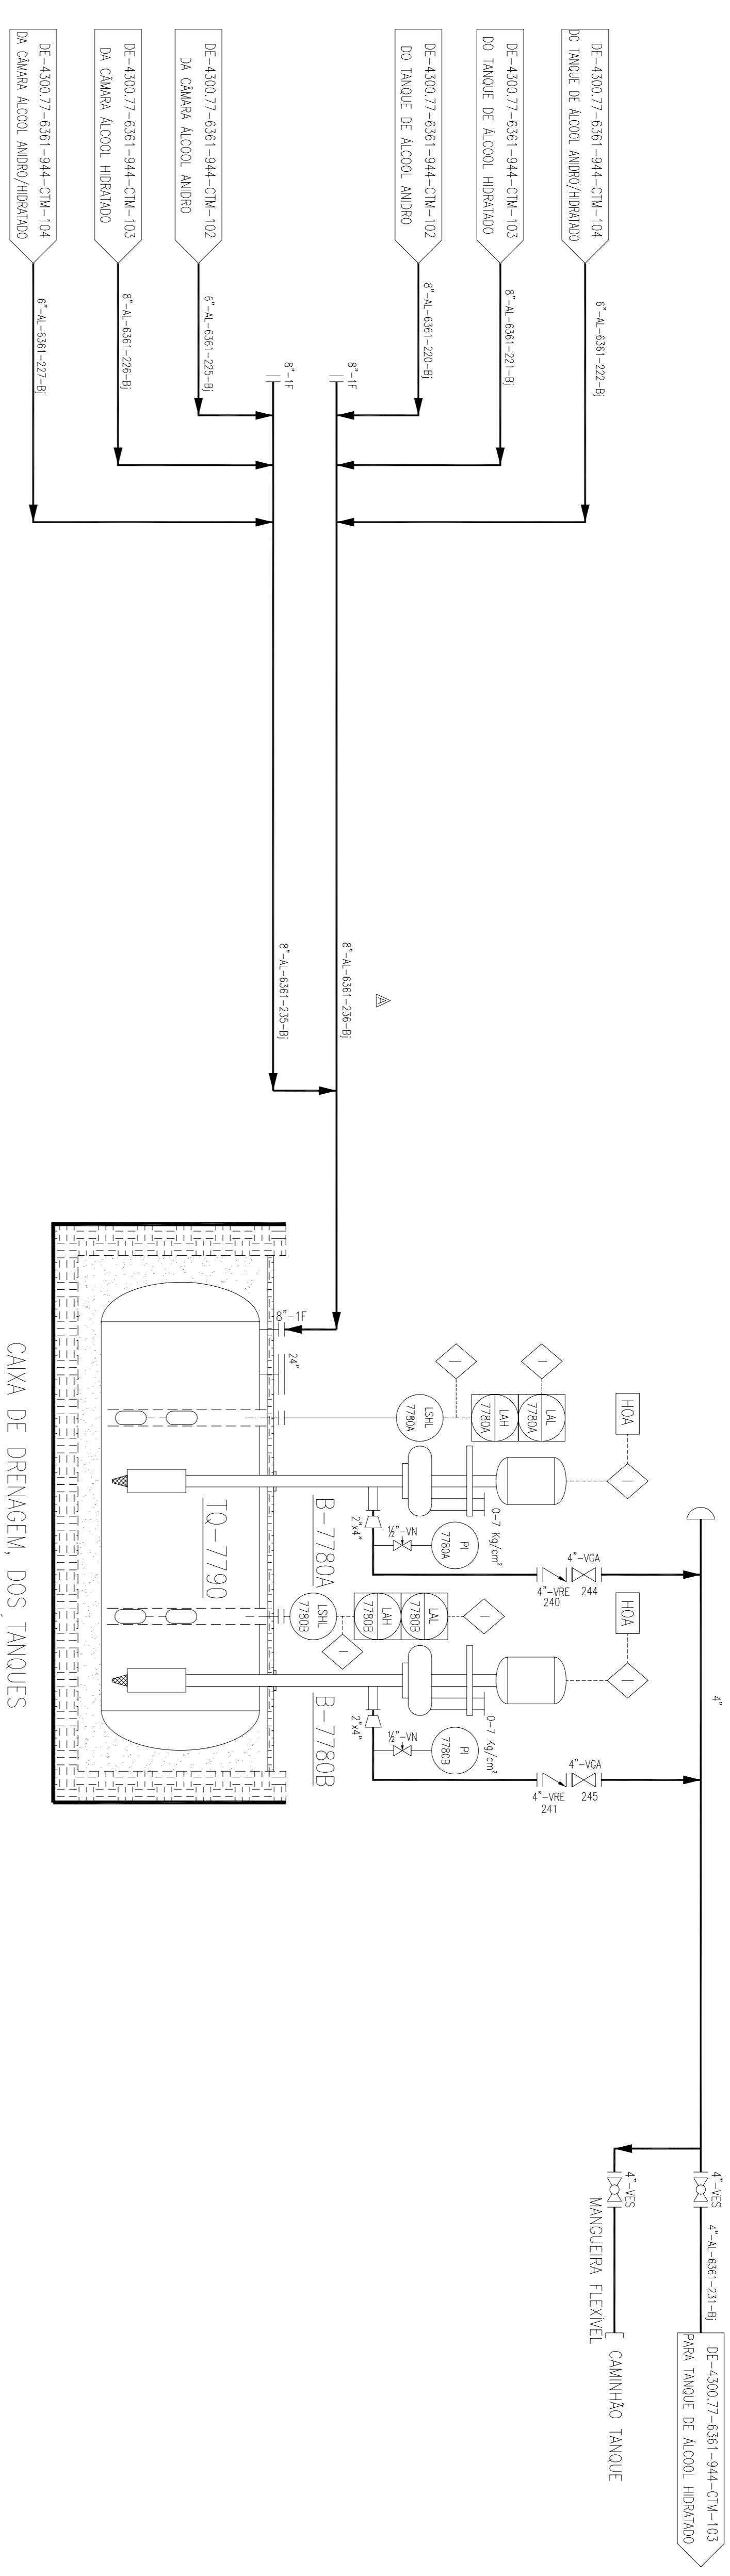 DE-4300.77-6361-944-CTM-104
DO TANQUE DE ÁLCOOL ANIDRO/HIDRATADO
6"-AL-6361-222-Bj
DE-4300.77-6361-944-CTM-103
DO TANQUE DE ÁLCOOL HIDRATADO
8"-AL-6361-221-Bj
DE-4300.77-6361-944-CTM-102
DO TANQUE DE ÁLCOOL ANIDRO
8"-AL-6361-220-Bj
8"-1F
8"-1F
DE-4300.77-6361-944-CTM-102
DA CÂMARA ÁLCOOL ANIDRO
6"-AL-6361-225-Bj
DE-4300.77-6361-944-CTM-103
DA CÂMARA ÁLCOOL HIDRATADO
8"-AL-6361-226-Bj
DE-4300.77-6361-944-CTM-104
DA CÂMARA ÁLCOOL ANIDRO/HIDRATADO
6"-AL-6361-227-Bj
A
8"-AL-6361-236-Bj
8"-AL-6361-235-Bj
8"-1F
24"
HOA
I
I
I
LAL
7780A
LAH
7780A
LSHL
7780A
0-7 Kg/cm²
PI
7780A
½"-VN
2"x4"
B-7780A
4"-VGA
244
4"-VRE
240
TQ-7790
HOA
I
I
I
LAL
7780B
LAH
7780B
LSHL
7780B
0-7 Kg/cm²
PI
7780B
½"-VN
2"x4"
B-7780B
4"-VGA
245
4"-VRE
241
4"
CAIXA DE DRENAGEM, DOS TANQUES
4"-VES
4"-AL-6361-231-Bj
DE-4300.77-6361-944-CTM-103
PARA TANQUE DE ÁLCOOL HIDRATADO
4"-VES
MANGUEIRA FLEXÍVEL
CAMINHÃO TANQUE